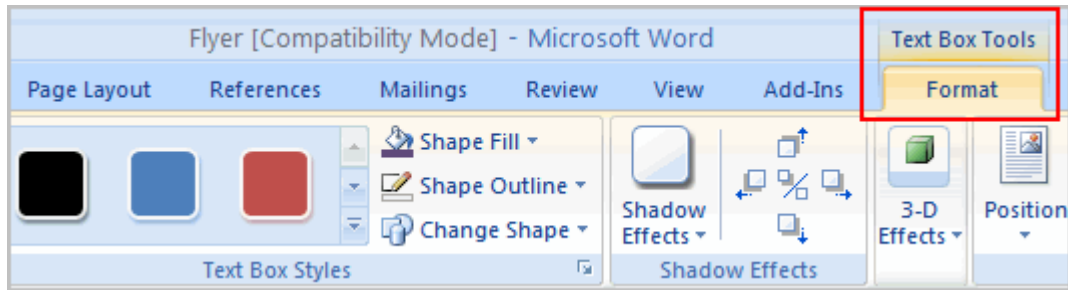 Flyer [Compatibility Mode] - Microsoft Word
Text Box Tools
Page Layout References Mailings Review View Add-Ins Format
Shape Fill
Shape Outline
Change Shape
Text Box Styles
Shadow
Effects
Shadow Effects
3-D
Effects
Position